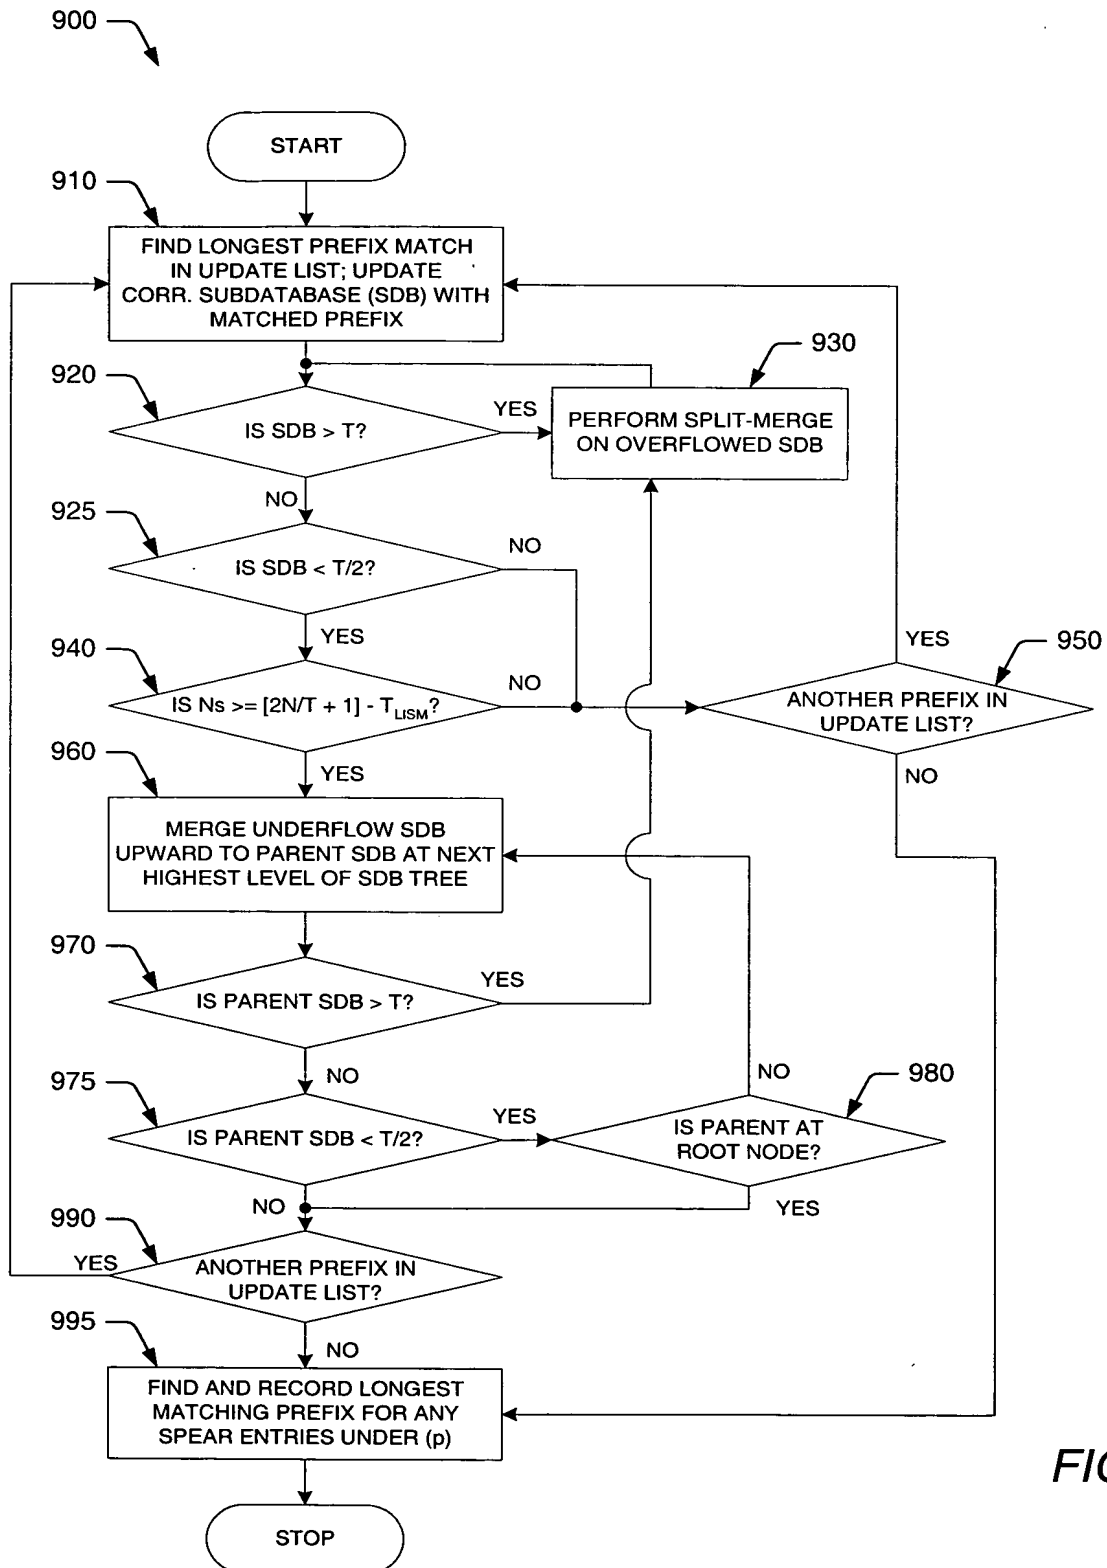 900
START
910
FIND LONGEST PREFIX MATCH
IN UPDATE LIST; UPDATE
CORR. SUBDATABASE (SDB) WITH
MATCHED PREFIX
920
IS SDB > T?
YES
930
PERFORM SPLIT-MERGE
ON OVERFLOWED SDB
NO
925
IS SDB < T/2?
NO
YES
940
IS Ns >= [2N/T + 1] - TLISM?
NO
YES
950
ANOTHER PREFIX IN
UPDATE LIST?
NO
YES
960
MERGE UNDERFLOW SDB
UPWARD TO PARENT SDB AT NEXT
HIGHEST LEVEL OF SDB TREE
970
IS PARENT SDB > T?
YES
NO
975
IS PARENT SDB < T/2?
YES
980
IS PARENT AT
ROOT NODE?
NO
YES
NO
990
YES
ANOTHER PREFIX IN
UPDATE LIST?
NO
995
FIND AND RECORD LONGEST
MATCHING PREFIX FOR ANY
SPEAR ENTRIES UNDER (p)
STOP